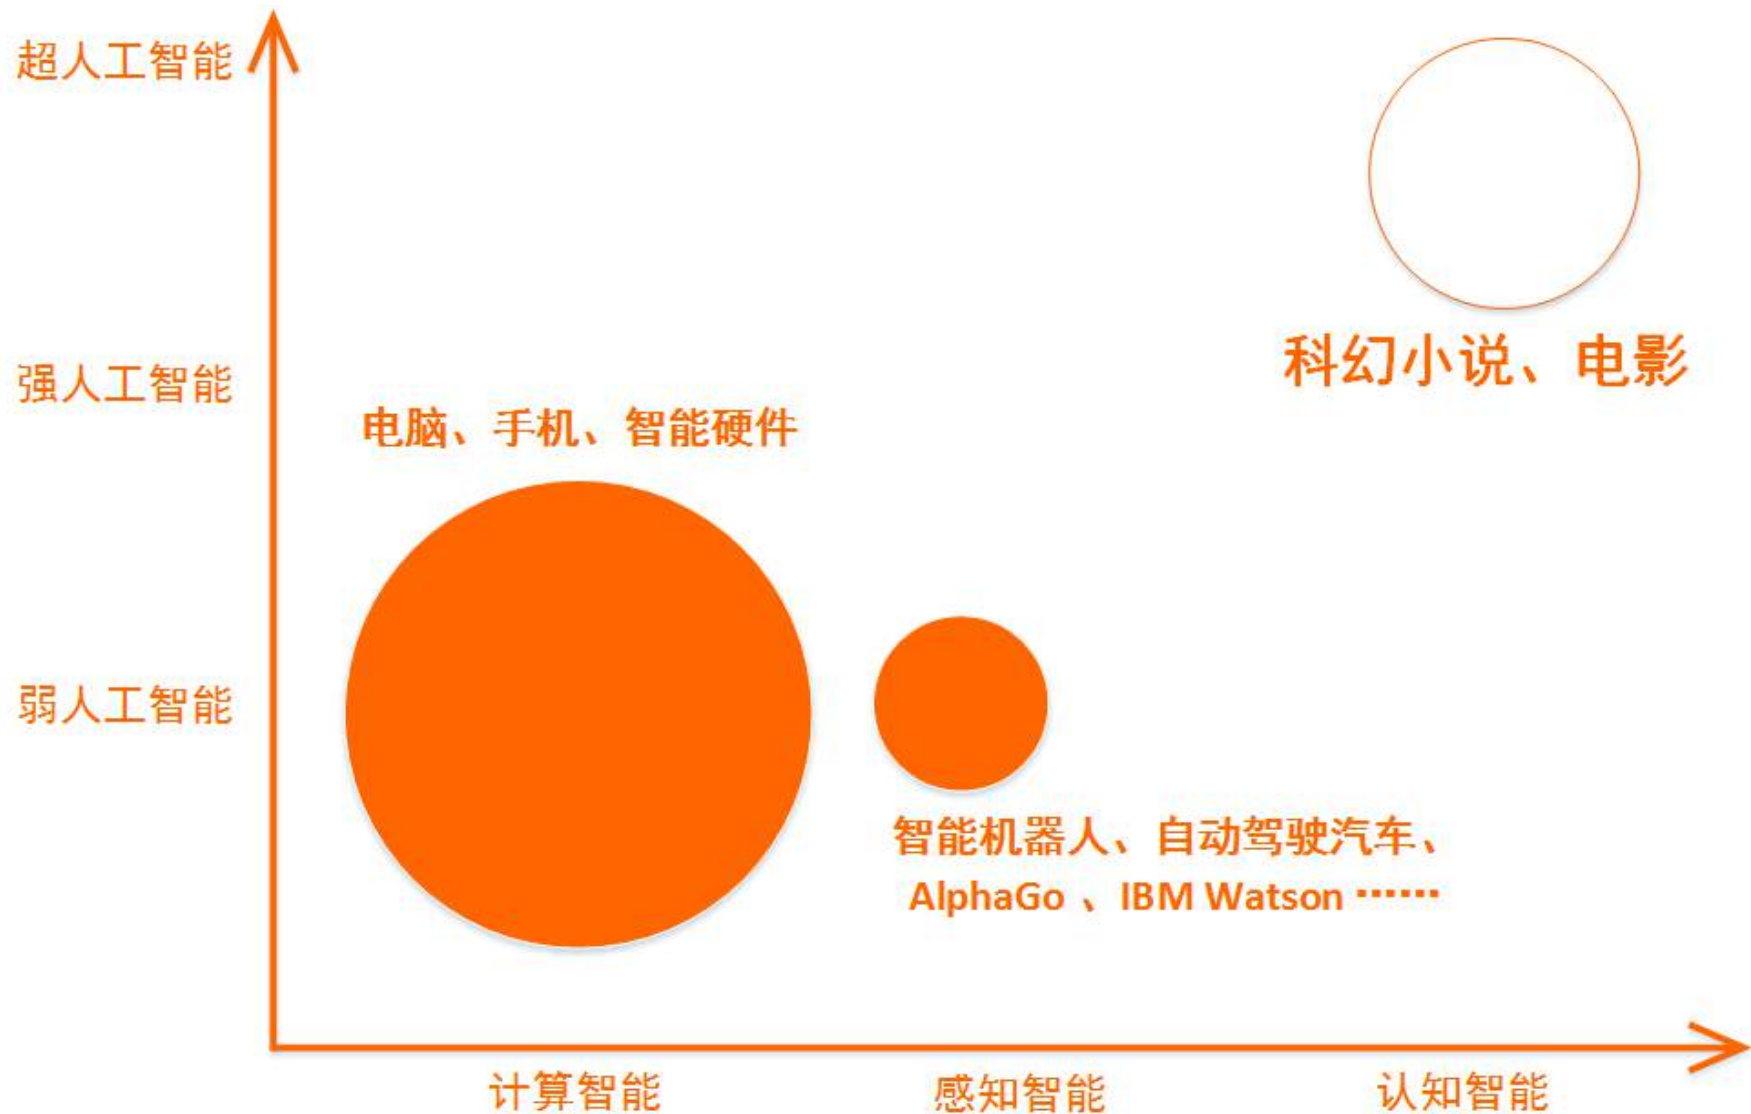 超人工智能
科幻小说、电影
强人工智能
电脑、手机、智能硬件
弱人工智能
智能机器人、自动驾驶汽车、
AlphaGo 、IBM Watson ……
计算智能
感知智能
认知智能